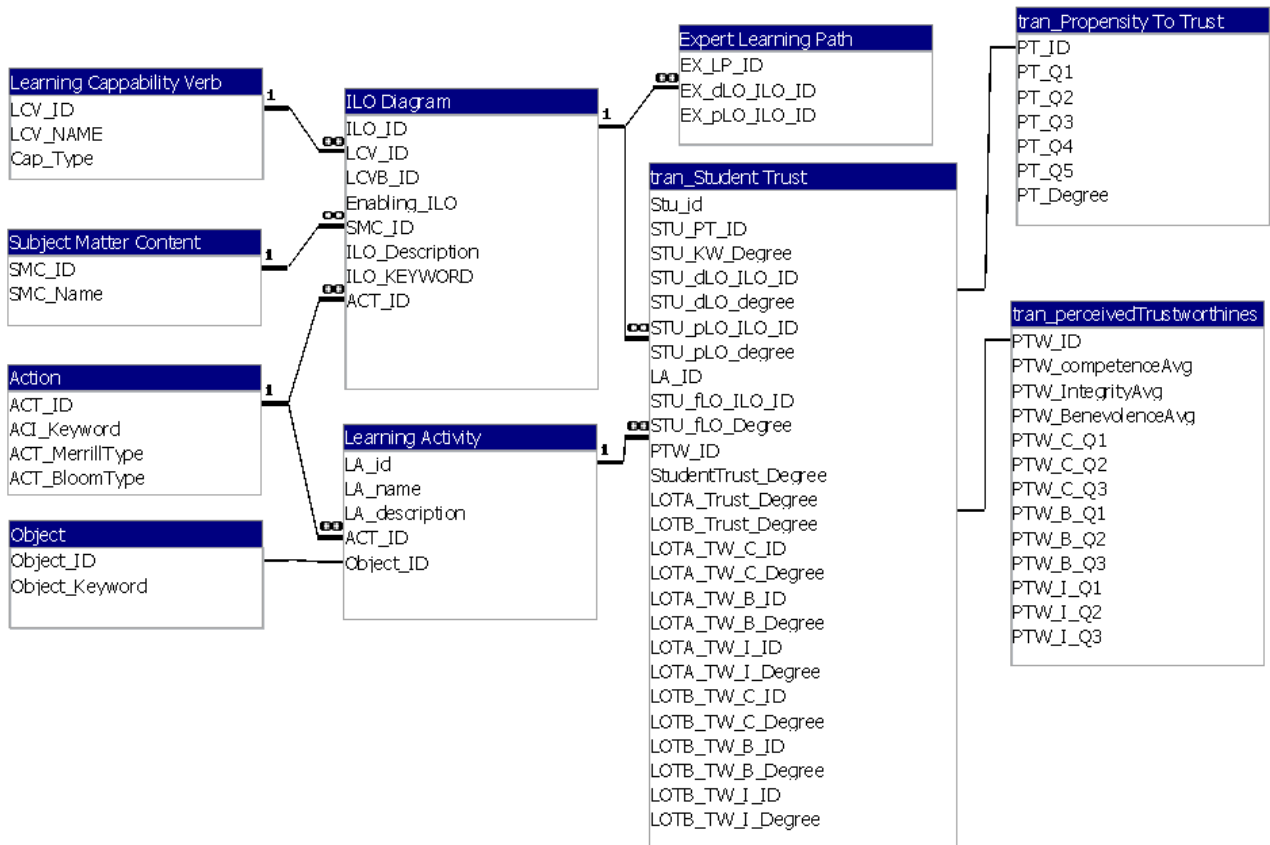 Learning Cappability Verb
LCV_ID
LCV_NAME
Cap_Type
1
Subject Matter Content
SMC_ID
SMC_Name
1
Action
ACT_ID
ACI_Keyword
ACT_MerrillType
ACT_BloomType
1
Object
Object_ID
Object_Keyword
ILO Diagram
ILO_ID
LCV_ID
LCVB_ID
Enabling_ILO
SMC_ID
ILO_Description
ILO_KEYWORD
ACT_ID
∞
∞
∞
1
Learning Activity
LA_id
LA_name
LA_description
ACT_ID
Object_ID
∞
1
Expert Learning Path
EX_LP_ID
EX_dLO_ILO_ID
EX_pLO_ILO_ID
∞
tran_Student Trust
Stu_id
STU_PT_ID
STU_KW_Degree
STU_dLO_ILO_ID
STU_dLO_degree
STU_pLO_ILO_ID
STU_pLO_degree
LA_ID
STU_fLO_ILO_ID
STU_fLO_Degree
PTW_ID
StudentTrust_Degree
LOTA_Trust_Degree
LOTB_Trust_Degree
LOTA_TW_C_ID
LOTA_TW_C_Degree
LOTA_TW_B_ID
LOTA_TW_B_Degree
LOTA_TW_I_ID
LOTA_TW_I_Degree
LOTB_TW_C_ID
LOTB_TW_C_Degree
LOTB_TW_B_ID
LOTB_TW_B_Degree
LOTB_TW_I_ID
LOTB_TW_I_Degree
∞
∞
tran_Propensity To Trust
PT_ID
PT_Q1
PT_Q2
PT_Q3
PT_Q4
PT_Q5
PT_Degree
tran_perceivedTrustworthines
PTW_ID
PTW_competenceAvg
PTW_IntegrityAvg
PTW_BenevolenceAvg
PTW_C_Q1
PTW_C_Q2
PTW_C_Q3
PTW_B_Q1
PTW_B_Q2
PTW_B_Q3
PTW_I_Q1
PTW_I_Q2
PTW_I_Q3